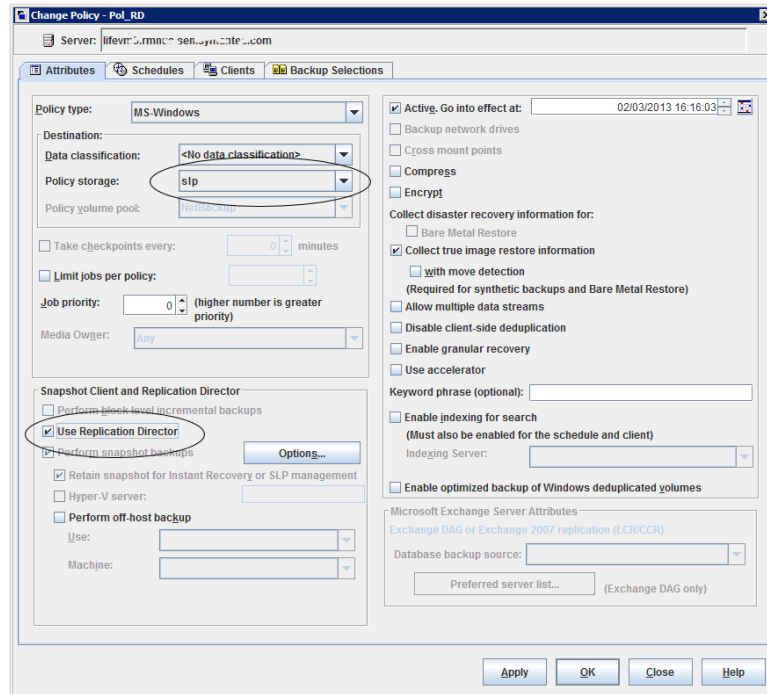 Change Policy - Pol_RD
Server:
Attributes Schedules Clients Backup Selections
Policy type: MS-Windows
Destination:
Data classification: <No data classification>
Policy storage: slp
Policy volume pool: NetBackup
Take checkpoints every: 0 minutes
Limit jobs per policy:
Job priority: 0 (higher number is greater
priority)
Media Owner: Any
Snapshot Client and Replication Director
Perform block level incremental backups
Use Replication Director
Perform snapshot backups Options...
Retain snapshot for Instant Recovery or SLP management
Hyper-V server:
Perform off-host backup
Use:
Machine:
Active. Go into effect at: 02/03/2013 16:16:03
Backup network drives
Cross mount points
Compress
Encrypt
Collect disaster recovery information for:
Bare Metal Restore
Collect true image restore information
with move detection
(Required for synthetic backups and Bare Metal Restore)
Allow multiple data streams
Disable client-side deduplication
Enable granular recovery
Use accelerator
Keyword phrase (optional):
Enable indexing for search
(Must also be enabled for the schedule and client)
Indexing Server:
Enable optimized backup of Windows deduplicated volumes
Microsoft Exchange Server Attributes
Exchange DAG or Exchange 2007 replication (LCR/CCR)
Database backup source:
Preferred server list... (Exchange DAG only)
Apply OK Close Help